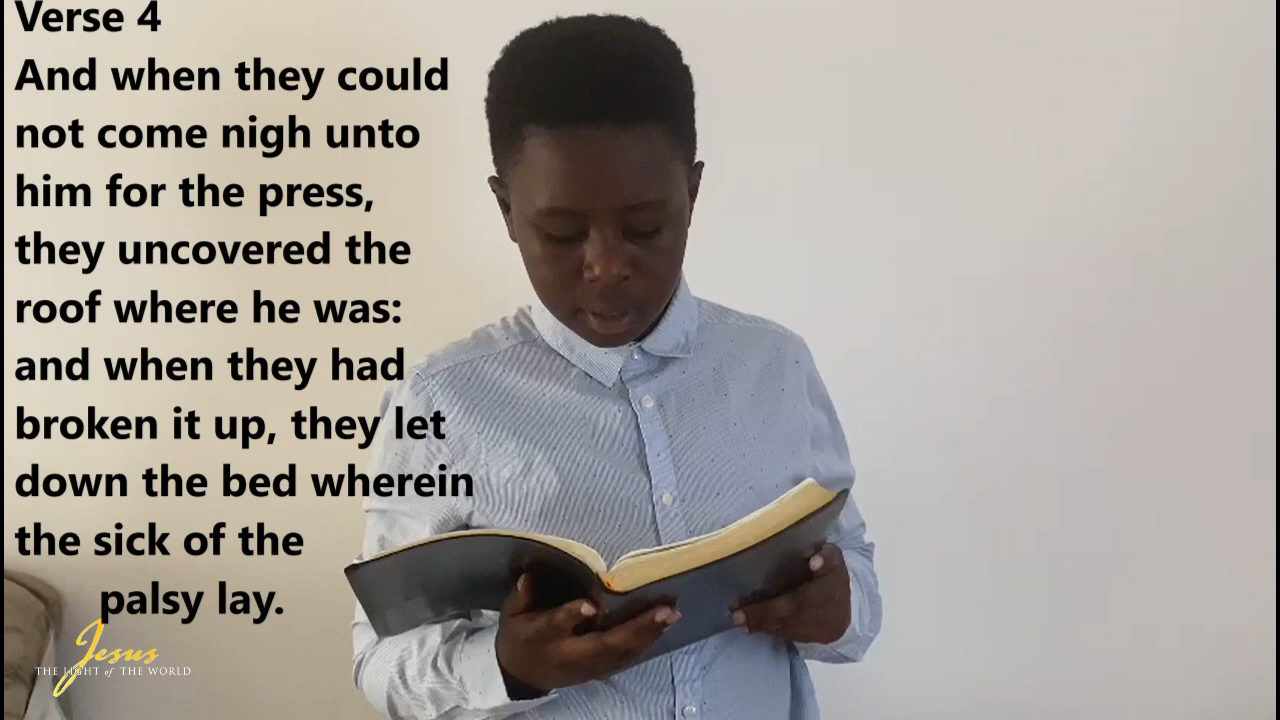 Verse 4
And when they could
not come nigh unto
him for the press,
they uncovered the
roof where he was:
and when they had
broken it up, they let
down the bed wherein
the sick of the
palsy lay.
Jesus
THE LIGHT of THE WORLD